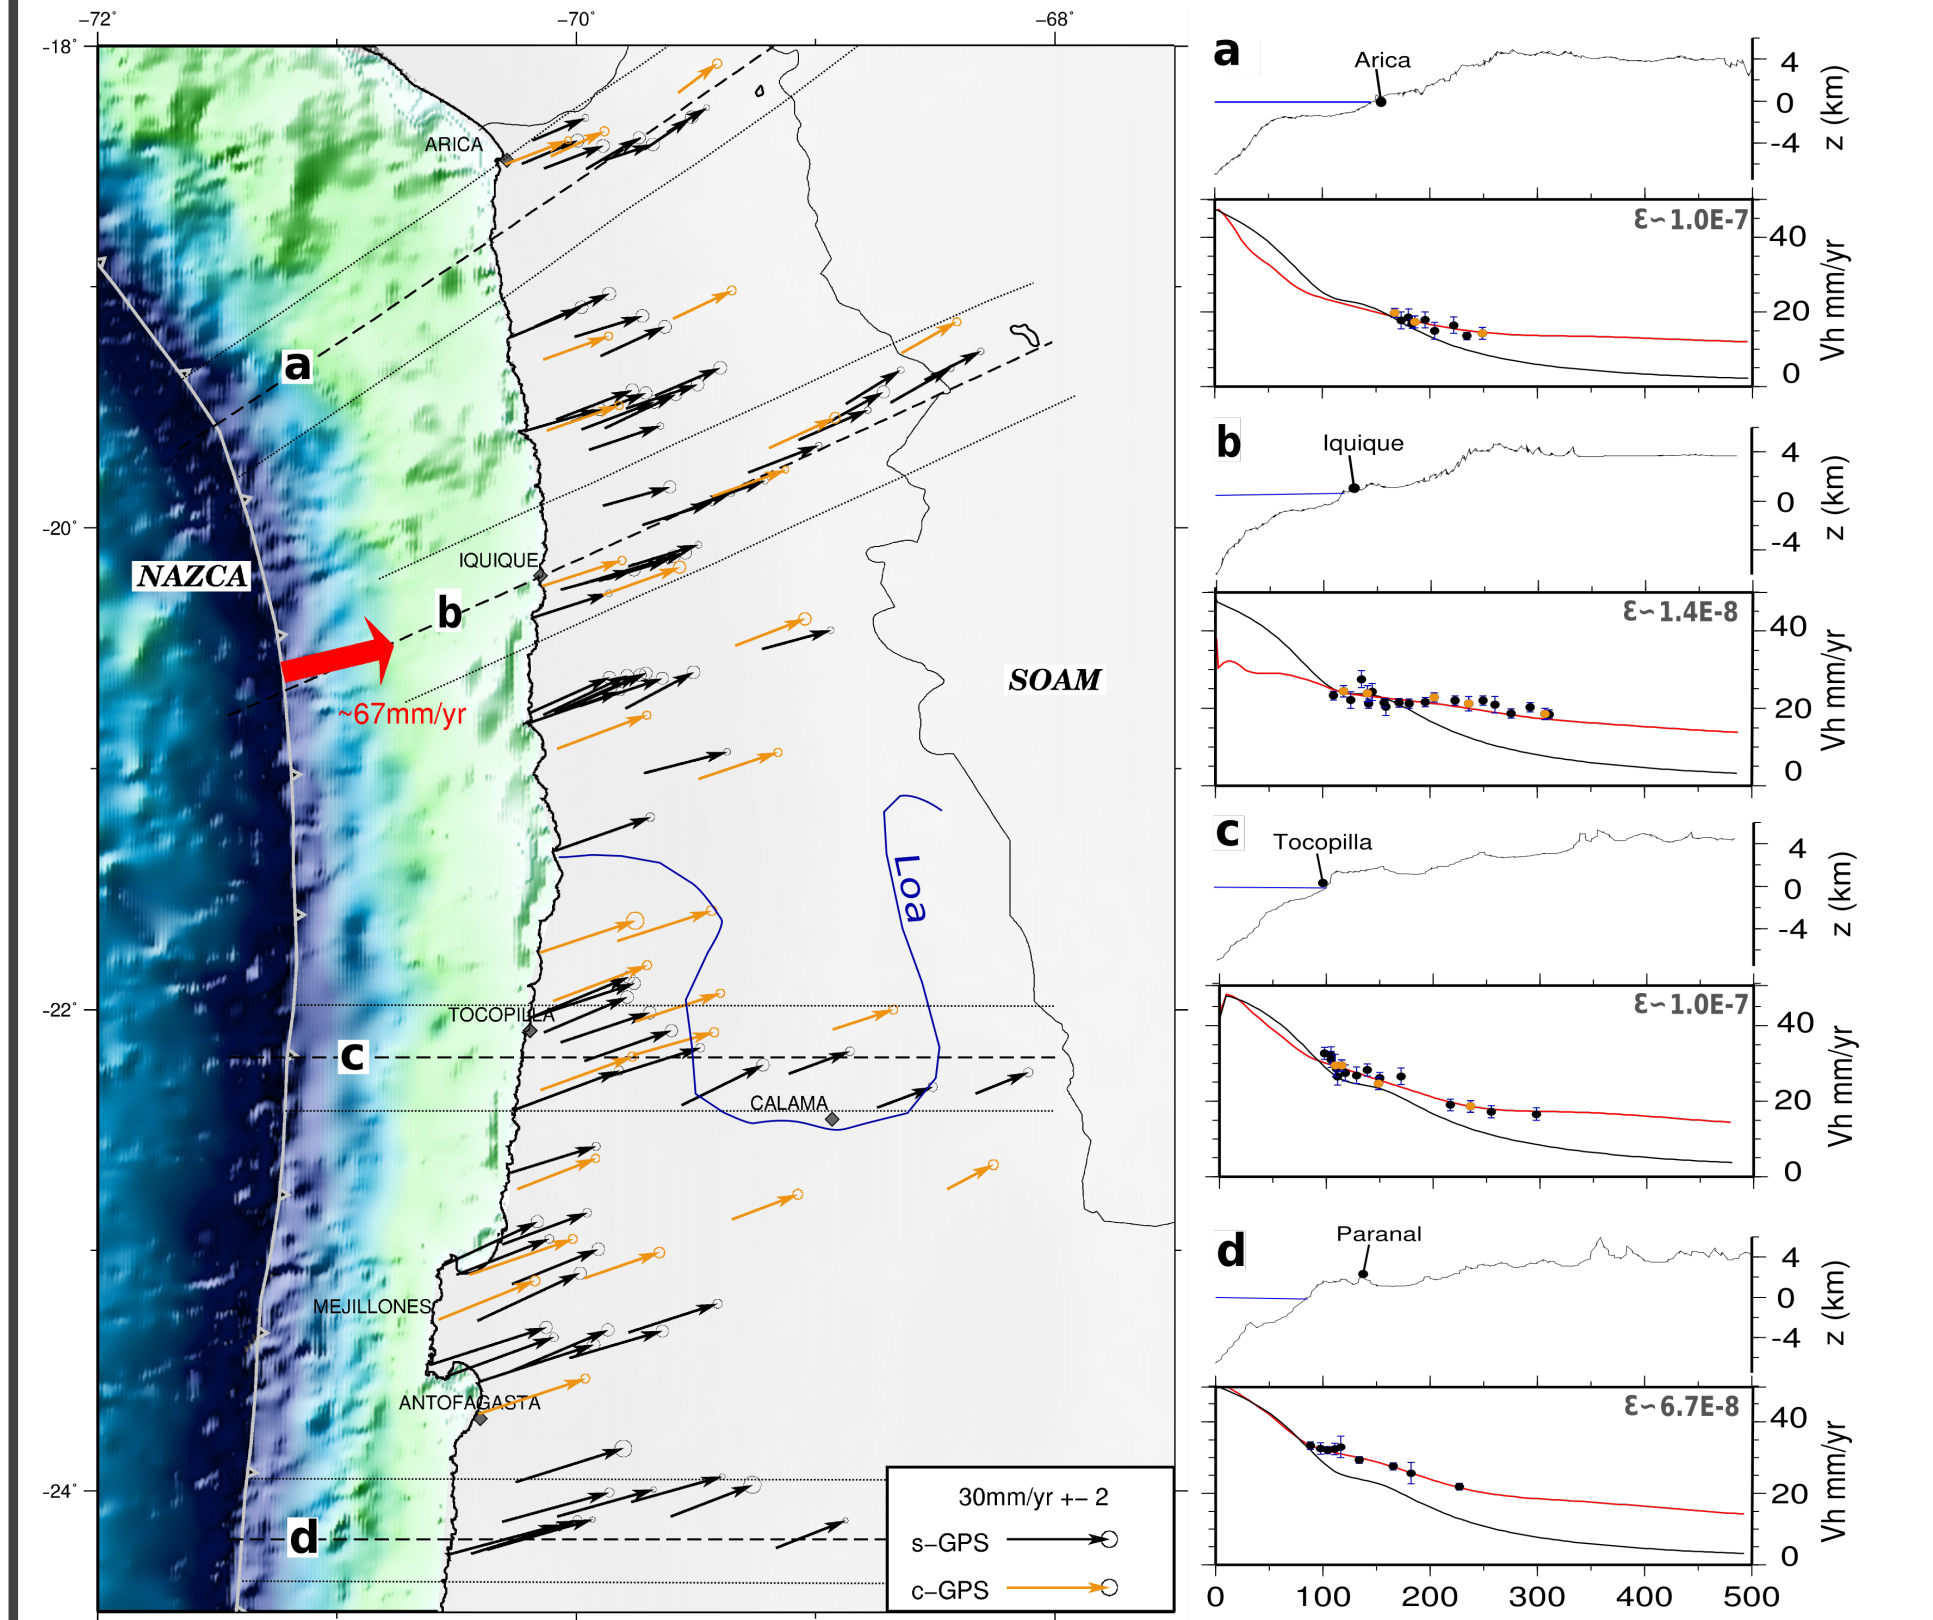 −72˚ −70˚ −68˚
-18˚
ARICA
a
-20˚
IQUIQUE
NAZCA
b
~67mm/yr
SOAM
Loa
-22˚
TOCOPILLA
c
CALAMA
MEJILLONES
ANTOFAGASTA
-24˚
d
30mm/yr +− 2
s−GPS
c−GPS
a
Arica
4
0
-4
z (km)
ε~1.0E-7
40
20
0
Vh mm/yr
b
Iquique
4
0
-4
z (km)
ε~1.4E-8
40
20
0
Vh mm/yr
c
Tocopilla
4
0
-4
z (km)
ε~1.0E-7
40
20
0
Vh mm/yr
d
Paranal
4
0
-4
z (km)
ε~6.7E-8
40
20
0
Vh mm/yr
0 100 200 300 400 500